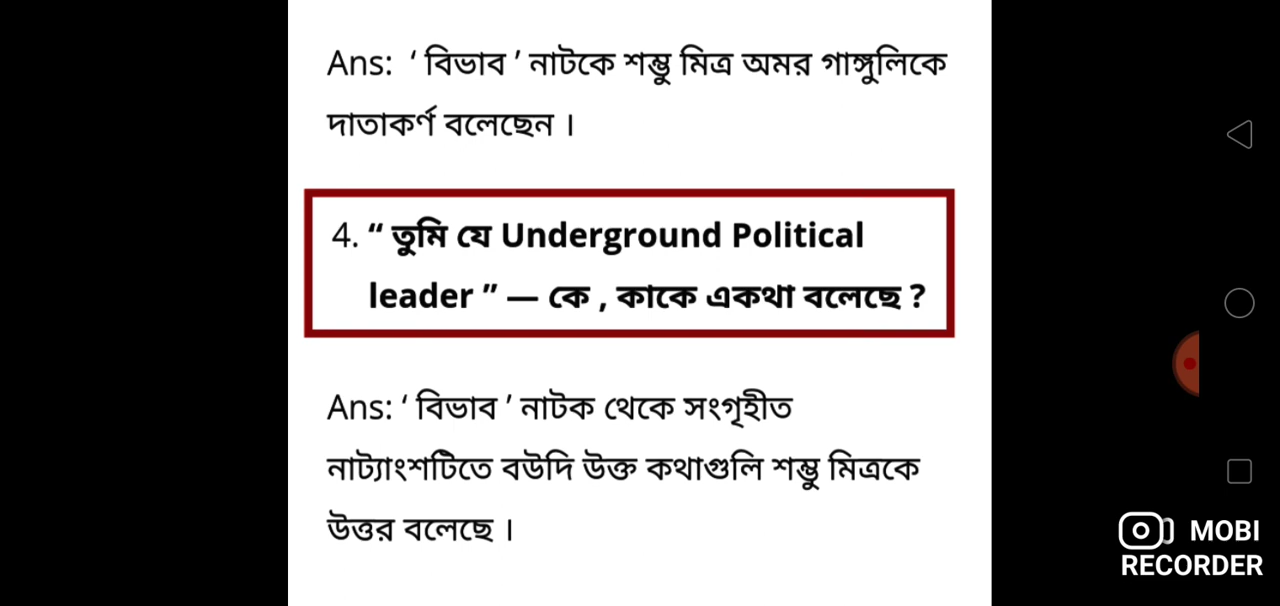 Ans: ‘ বিভাব ’ নাটকে শম্ভু মিত্র অমর গাঙ্গুলিকে
দাতাকর্ণ বলেছেন ।
4. “ তুমি যে Underground Political
leader ” — কে , কাকে একথা বলেছে ?
Ans: ‘ বিভাব ’ নাটক থেকে সংগৃহীত
নাট্যাংশটিতে বউদি উক্ত কথাগুলি শম্ভু মিত্রকে
উত্তর বলেছে ।
MOBI
RECORDER